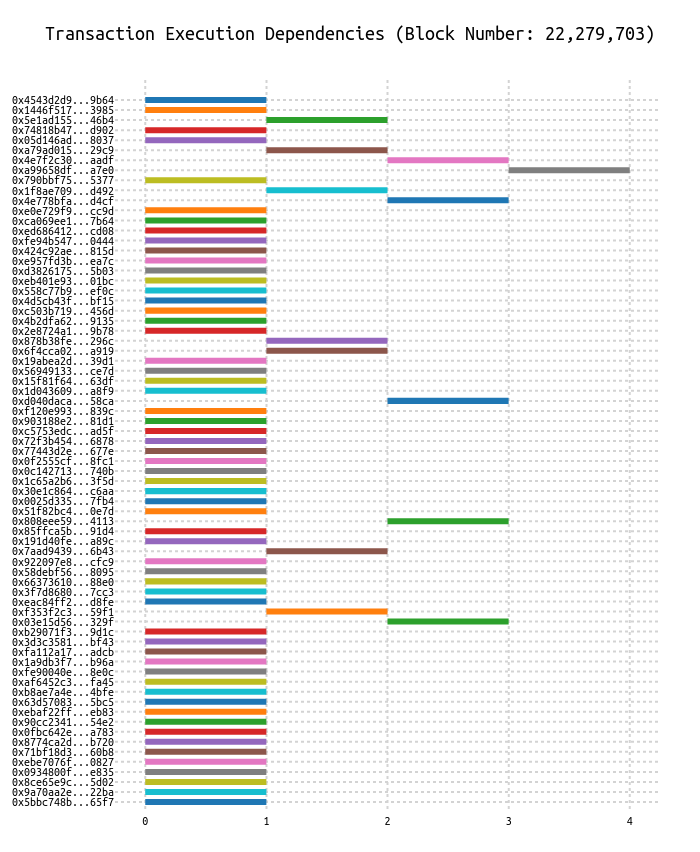 Transaction Execution Dependencies (Block Number: 22,279,703)
0x4543d2d9...9b64
0x1446f517...3985
0x5e1ad155...46b4
0x74818b47...d902
0x05d146ad...8037
0xa79ad015...29c9
0x4e7f2c30...aadf
0xa99658df...a7e0
0x790bbf75...5377
0x1f8ae709...d492
0x4e778bfa...d4cf
0xe0e729f9...cc9d
0xca069ee1...7b64
0xed686412...cd08
0xfe94b547...0444
0x424c92ae...815d
0xe957fd3b...ea7c
0xd3826175...5b03
0xeb401e93...01bc
0x558c77b9...ef0c
0x4d5cb43f...bf15
0xc503b719...456d
0x4b2dfa62...9135
0x2e8724a1...9b78
0x878b38fe...296c
0x6f4cca02...a919
0x19abea2d...39d1
0x56949133...ce7d
0x15f81f64...63df
0x1d043609...a8f9
0xd040daca...58ca
0xf120e993...839c
0x903188e2...81d1
0xc5753edc...ad5f
0x72f3b454...6878
0x77443d2e...677e
0x0f2555cf...8fc1
0x0c142713...740b
0x1c65a2b6...3f5d
0x30e1c864...c6aa
0x0025d335...7fb4
0x51f82bc4...0e7d
0x808eee59...4113
0x85ffca5b...91d4
0x191d40fe...a89c
0x7aad9439...6b43
0x922097e8...cfc9
0x58debf56...8095
0x66373610...88e0
0x3f7d8680...7cc3
0xeac84ff2...d8fe
0xf353f2c3...59f1
0x03e15d56...329f
0xb29071f3...9d1c
0x3d3c3581...bf43
0xfa112a17...adcb
0x1a9db3f7...b96a
0xfe90040e...8e0c
0xaf6452c3...fa45
0xb8ae7a4e...4bfe
0x63d57083...5bc5
0xebaf22ff...eb83
0x90cc2341...54e2
0x0fbc642e...a783
0x8774ca2d...b720
0x71bf18d3...60b8
0xebe7076f...0827
0x0934800f...e835
0x8ce65e9c...5d02
0x9a70aa2e...22ba
0x5bbc748b...65f7
0 1 2 3 4